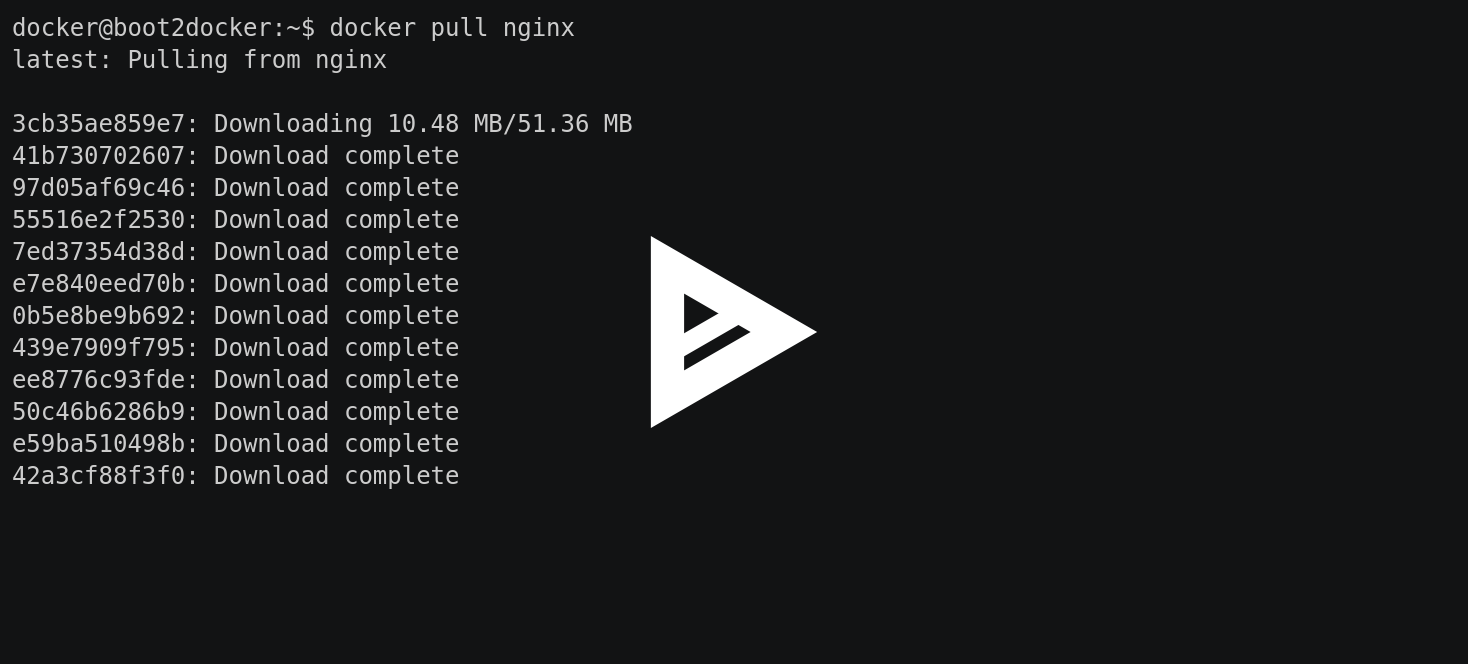 docker@boot2docker:~$ docker pull nginx
latest: Pulling from nginx
3cb35ae859e7: Downloading 10.48 MB/51.36 MB
41b730702607: Download complete
97d05af69c46: Download complete
55516e2f2530: Download complete
7ed37354d38d: Download complete
e7e840eed70b: Download complete
0b5e8be9b692: Download complete
439e7909f795: Download complete
ee8776c93fde: Download complete
50c46b6286b9: Download complete
e59ba510498b: Download complete
42a3cf88f3f0: Download complete